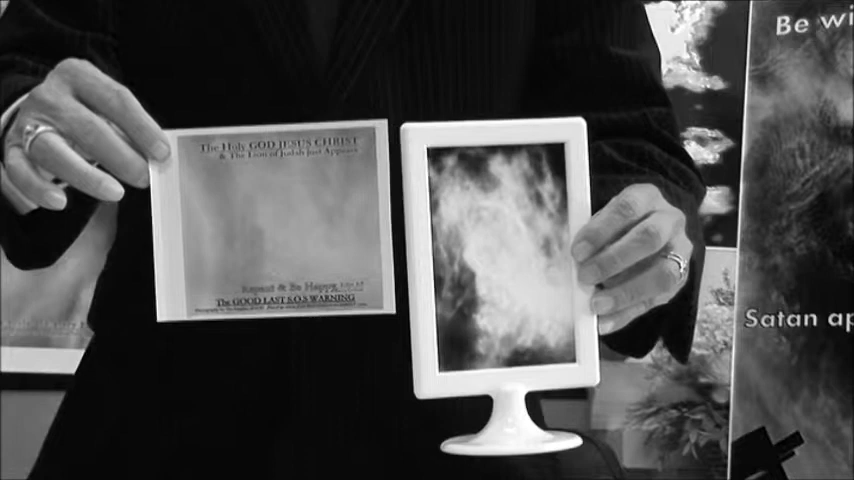 The Holy GOD JESUS CHRIST
& The Lion of Judah just Appears
Repent & Be Happy
The GOOD LAST S.O.S WARNING
Be wi
Satan ap